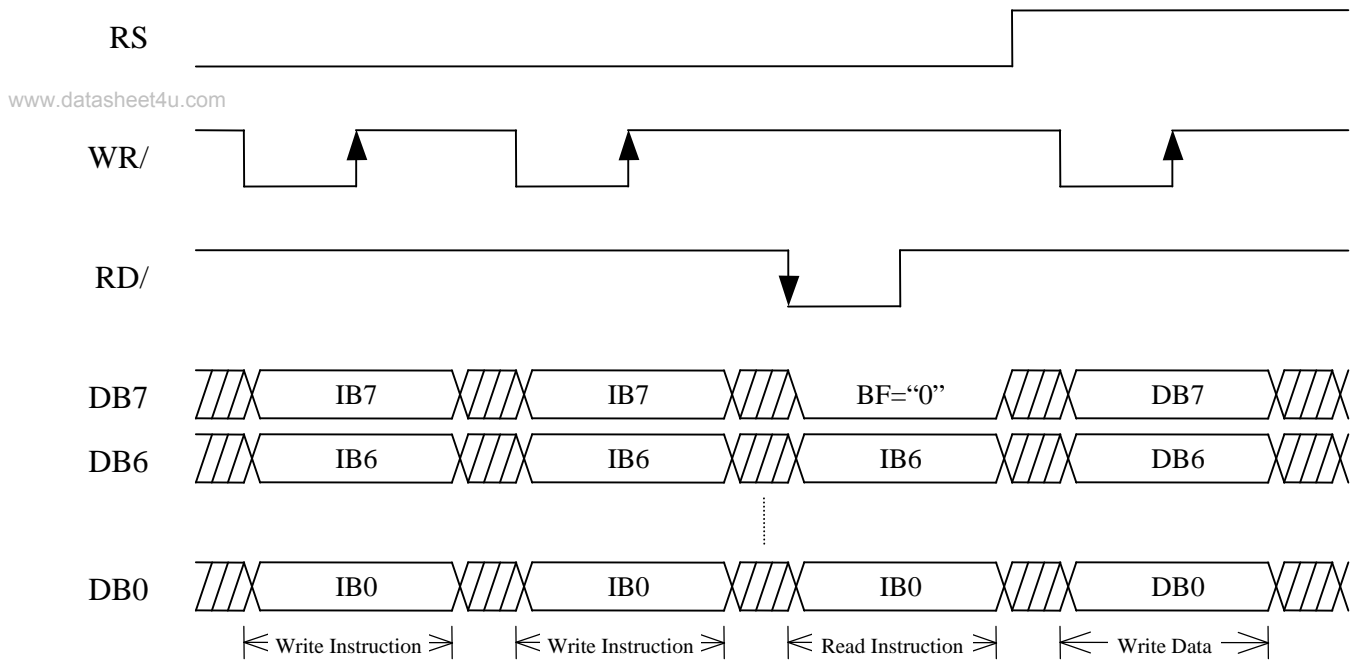 RS
www.datasheet4u.com
WR/
RD/
DB7 IB7 IB7 BF=“0” DB7
DB6 IB6 IB6 IB6 DB6
DB0 IB0 IB0 IB0 DB0
Write Instruction Write Instruction Read Instruction Write Data